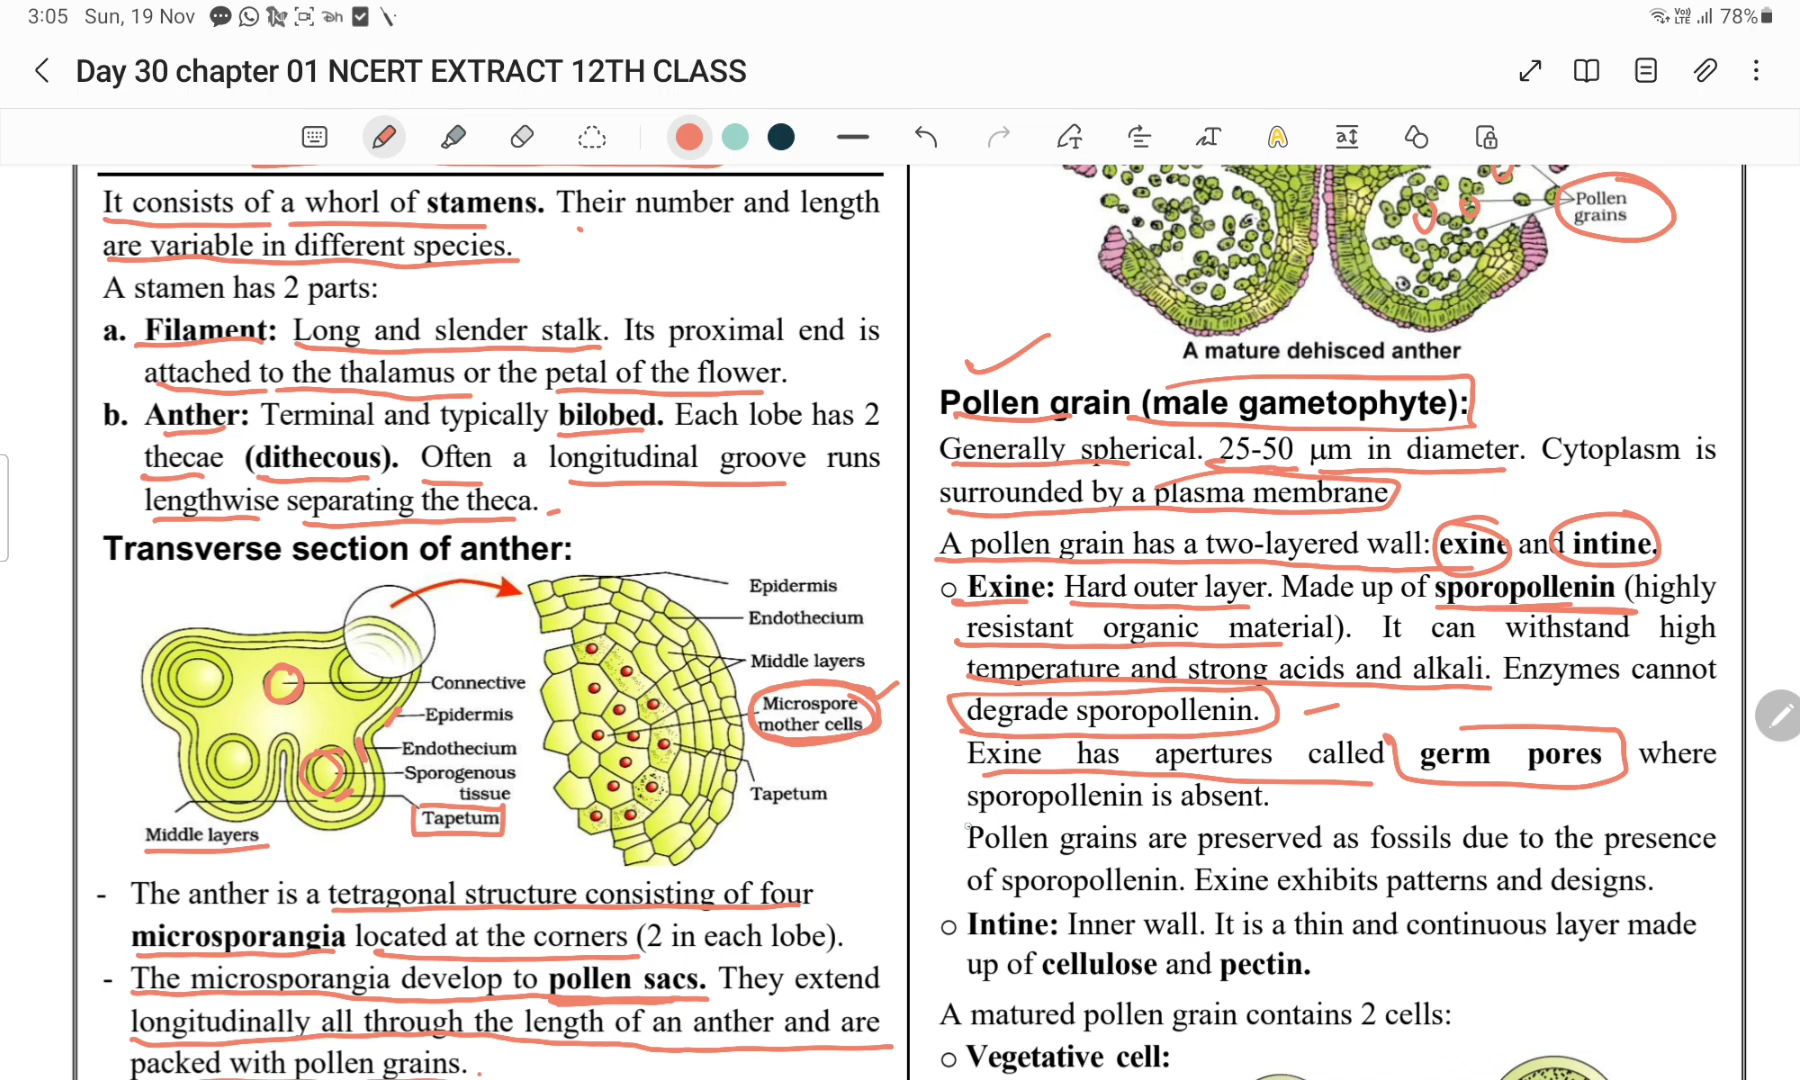 3:05 Sun, 19 Nov
Vo)) LTE 78%
Day 30 chapter 01 NCERT EXTRACT 12TH CLASS
It consists of a whorl of stamens. Their number and length
are variable in different species.
A stamen has 2 parts:
a. Filament: Long and slender stalk. Its proximal end is
attached to the thalamus or the petal of the flower.
b. Anther: Terminal and typically bilobed. Each lobe has 2
thecae (dithecous). Often a longitudinal groove runs
lengthwise separating the theca.
Transverse section of anther:
Connective
Epidermis
Endothecium
Sporogenous
tissue
Tapetum
Middle layers
Epidermis
Endothecium
Middle layers
Microspore
mother cells
Tapetum
- The anther is a tetragonal structure consisting of four
microsporangia located at the corners (2 in each lobe).
- The microsporangia develop to pollen sacs. They extend
longitudinally all through the length of an anther and are
packed with pollen grains.
Pollen
grains
A mature dehisced anther
Pollen grain (male gametophyte):
Generally spherical. 25-50 μm in diameter. Cytoplasm is
surrounded by a plasma membrane
A pollen grain has a two-layered wall: exine and intine.
o Exine: Hard outer layer. Made up of sporopollenin (highly
resistant organic material). It can withstand high
temperature and strong acids and alkali. Enzymes cannot
degrade sporopollenin.
Exine has apertures called germ pores where
sporopollenin is absent.
Pollen grains are preserved as fossils due to the presence
of sporopollenin. Exine exhibits patterns and designs.
o Intine: Inner wall. It is a thin and continuous layer made
up of cellulose and pectin.
A matured pollen grain contains 2 cells:
o Vegetative cell: